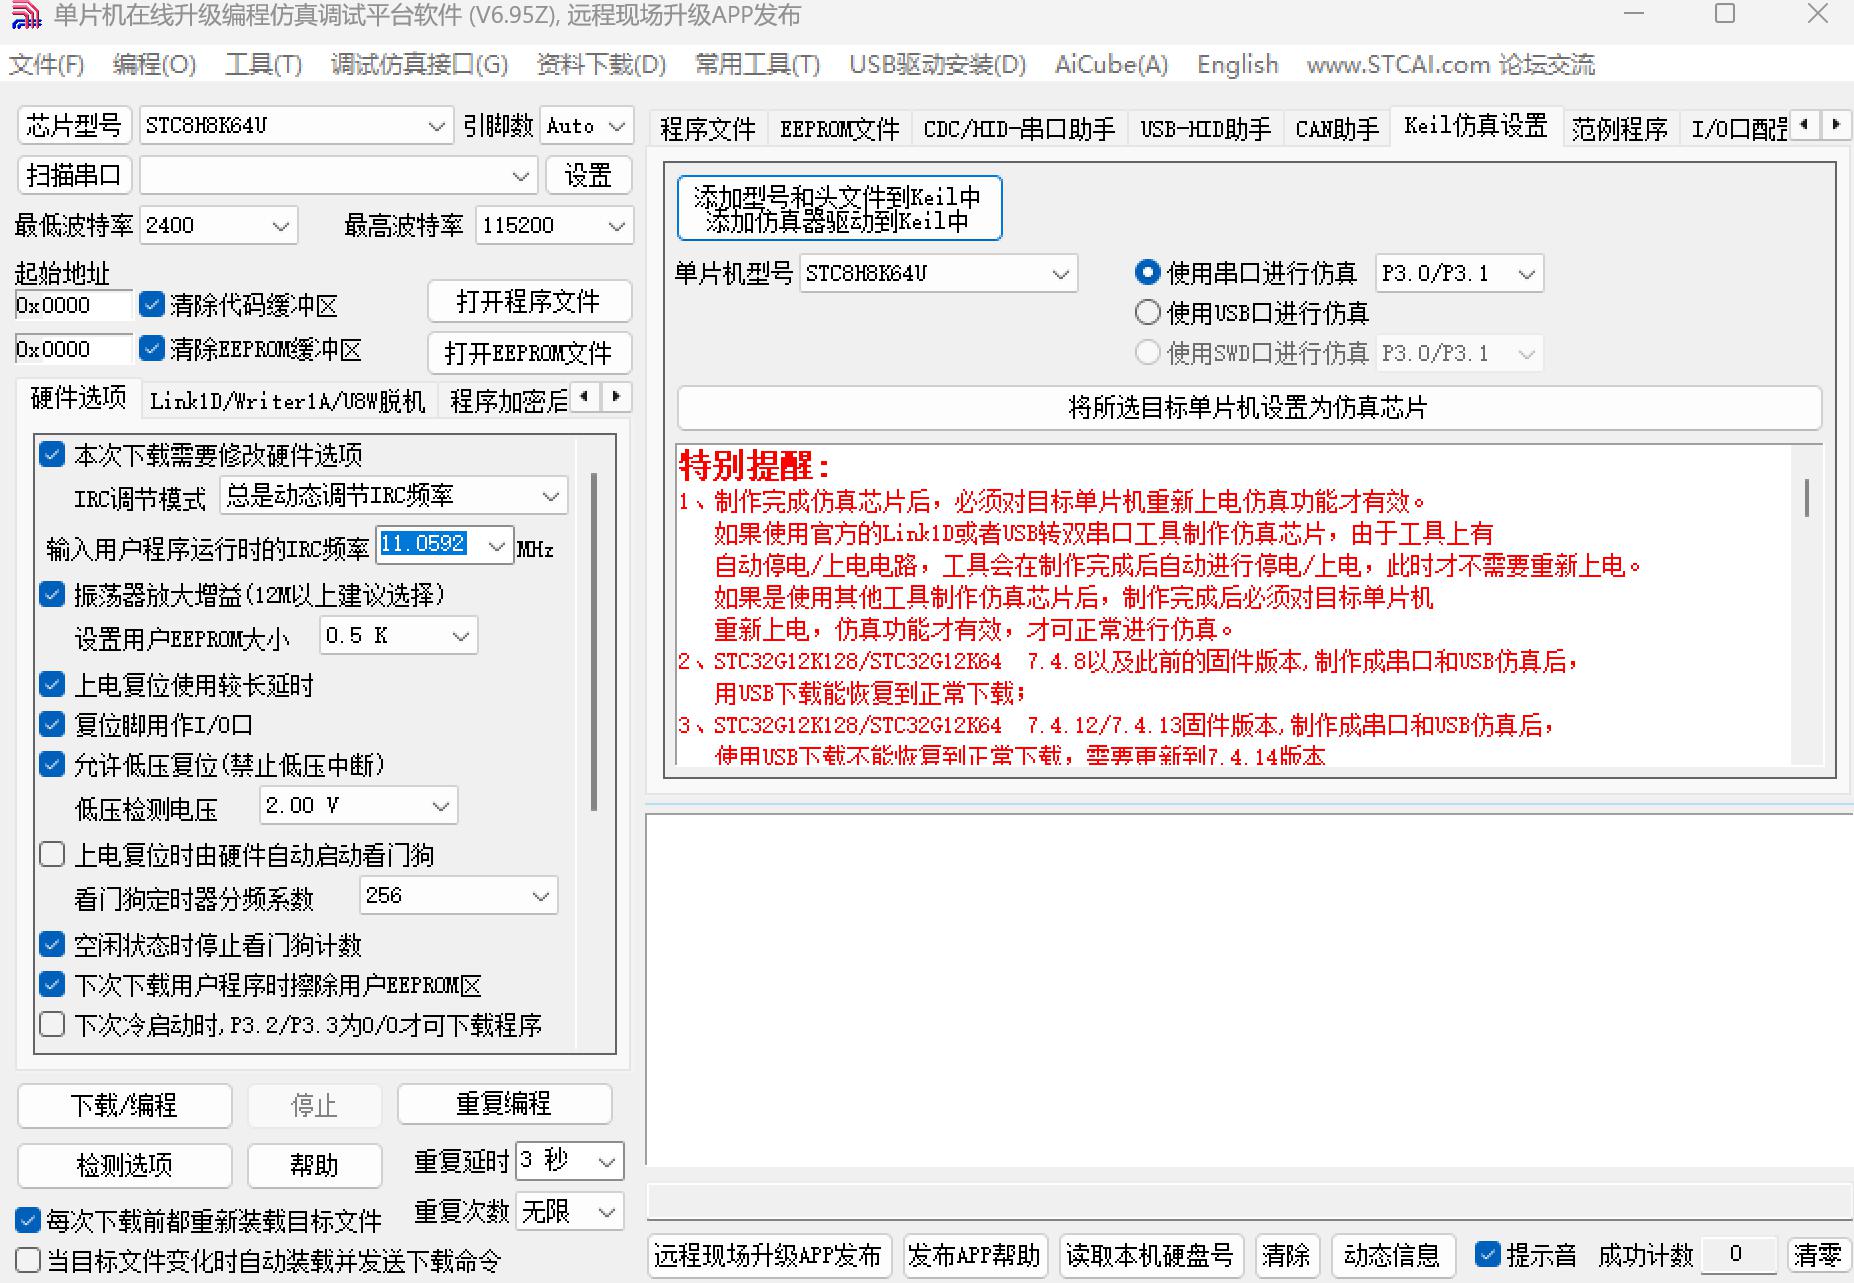 单片机在线升级编程仿真调试平台软件 (V6.95Z), 远程现场升级APP发布
文件(F) 编程(O) 工具(T) 调试仿真接口(G) 资料下载(D) 常用工具(T) USB驱动安装(D) AiCube(A) English www.STCAI.com 论坛交流
芯片型号 STC8H8K64U 引脚数 Auto
扫描串口 设置
最低波特率 2400 最高波特率 115200
起始地址
0x0000 清除代码缓冲区 打开程序文件
0x0000 清除EEPROM缓冲区 打开EEPROM文件
硬件选项 Link1D/Writer1A/U8W脱机 程序加密后
本次下载需要修改硬件选项
IRC调节模式 总是动态调节IRC频率
输入用户程序运行时的IRC频率 11.0592 MHz
振荡器放大增益(12M以上建议选择)
设置用户EEPROM大小 0.5 K
上电复位使用较长延时
复位脚用作I/O口
允许低压复位(禁止低压中断)
低压检测电压 2.00 V
上电复位时由硬件自动启动看门狗
看门狗定时器分频系数 256
空闲状态时停止看门狗计数
下次下载用户程序时擦除用户EEPROM区
下次冷启动时,P3.2/P3.3为0/0才可下载程序
下载/编程 停止 重复编程
检测选项 帮助 重复延时 3 秒
每次下载前都重新装载目标文件 重复次数 无限
当目标文件变化时自动装载并发送下载命令
程序文件 EEPROM文件 CDC/HID-串口助手 USB-HID助手 CAN助手 Keil仿真设置 范例程序 I/O口配
添加型号和头文件到Keil中
添加仿真器驱动到Keil中
单片机型号 STC8H8K64U 使用串口进行仿真 P3.0/P3.1
使用USB口进行仿真
使用SWD口进行仿真 P3.0/P3.1
将所选目标单片机设置为仿真芯片
特别提醒:
1、制作完成仿真芯片后，必须对目标单片机重新上电仿真功能才有效。
如果使用官方的Link1D或者USB转双串口工具制作仿真芯片，由于工具上有
自动停电/上电电路，工具会在制作完成后自动进行停电/上电，此时才不需要重新上电。
如果是使用其他工具制作仿真芯片后，制作完成后必须对目标单片机
重新上电，仿真功能才有效，才可正常进行仿真。
2、STC32G12K128/STC32G12K64 7.4.8以及此前的固件版本,制作成串口和USB仿真后，
用USB下载能恢复到正常下载；
3、STC32G12K128/STC32G12K64 7.4.12/7.4.13固件版本,制作成串口和USB仿真后，
使用USB下载不能恢复到正常下载，需要更新到7.4.14版本
远程现场升级APP发布 发布APP帮助 读取本机硬盘号 清除 动态信息 提示音 成功计数 0 清零